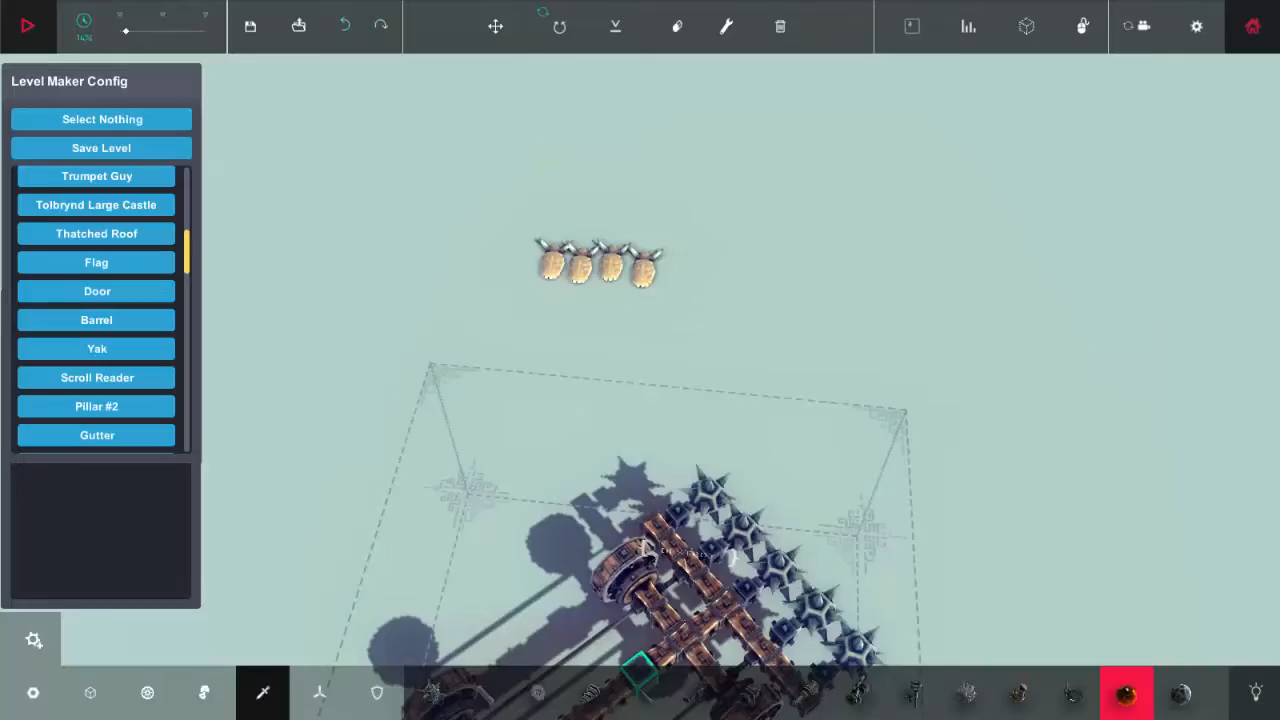 14%
Level Maker Config
Select Nothing
Save Level
Trumpet Guy
Tolbrynd Large Castle
Thatched Roof
Flag
Door
Barrel
Yak
Scroll Reader
Pillar #2
Gutter